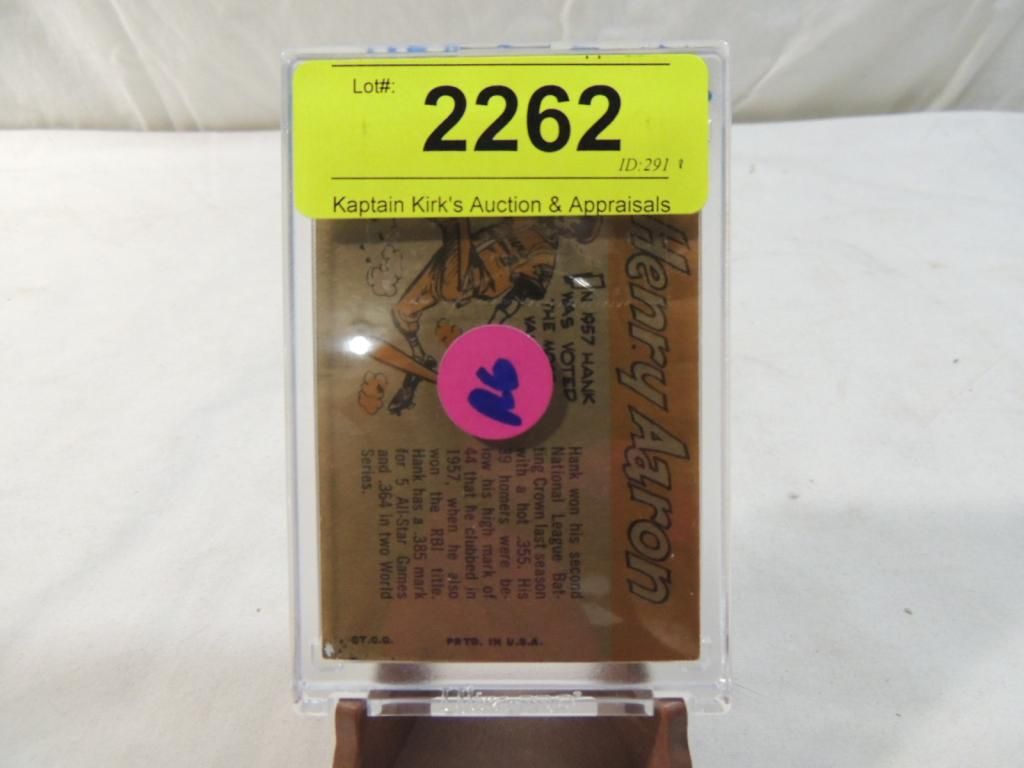 Lot#:
2262
ID:291
Kaptain Kirk's Auction & Appraisals
Henry Aaron
IN 1957 HANK
WAS VOTED
THE
Hank won his second
National League Bat-
ting Crown last season
with a hot .355. His
39 homers were be-
low his high mark of
44 that he clubbed in
1957, when he also
won the RBI title.
Hank has a .385 mark
for 5 All-Star Games
and .364 in two World
Series.
©T.C.G.
PRTD. IN U.S.A.